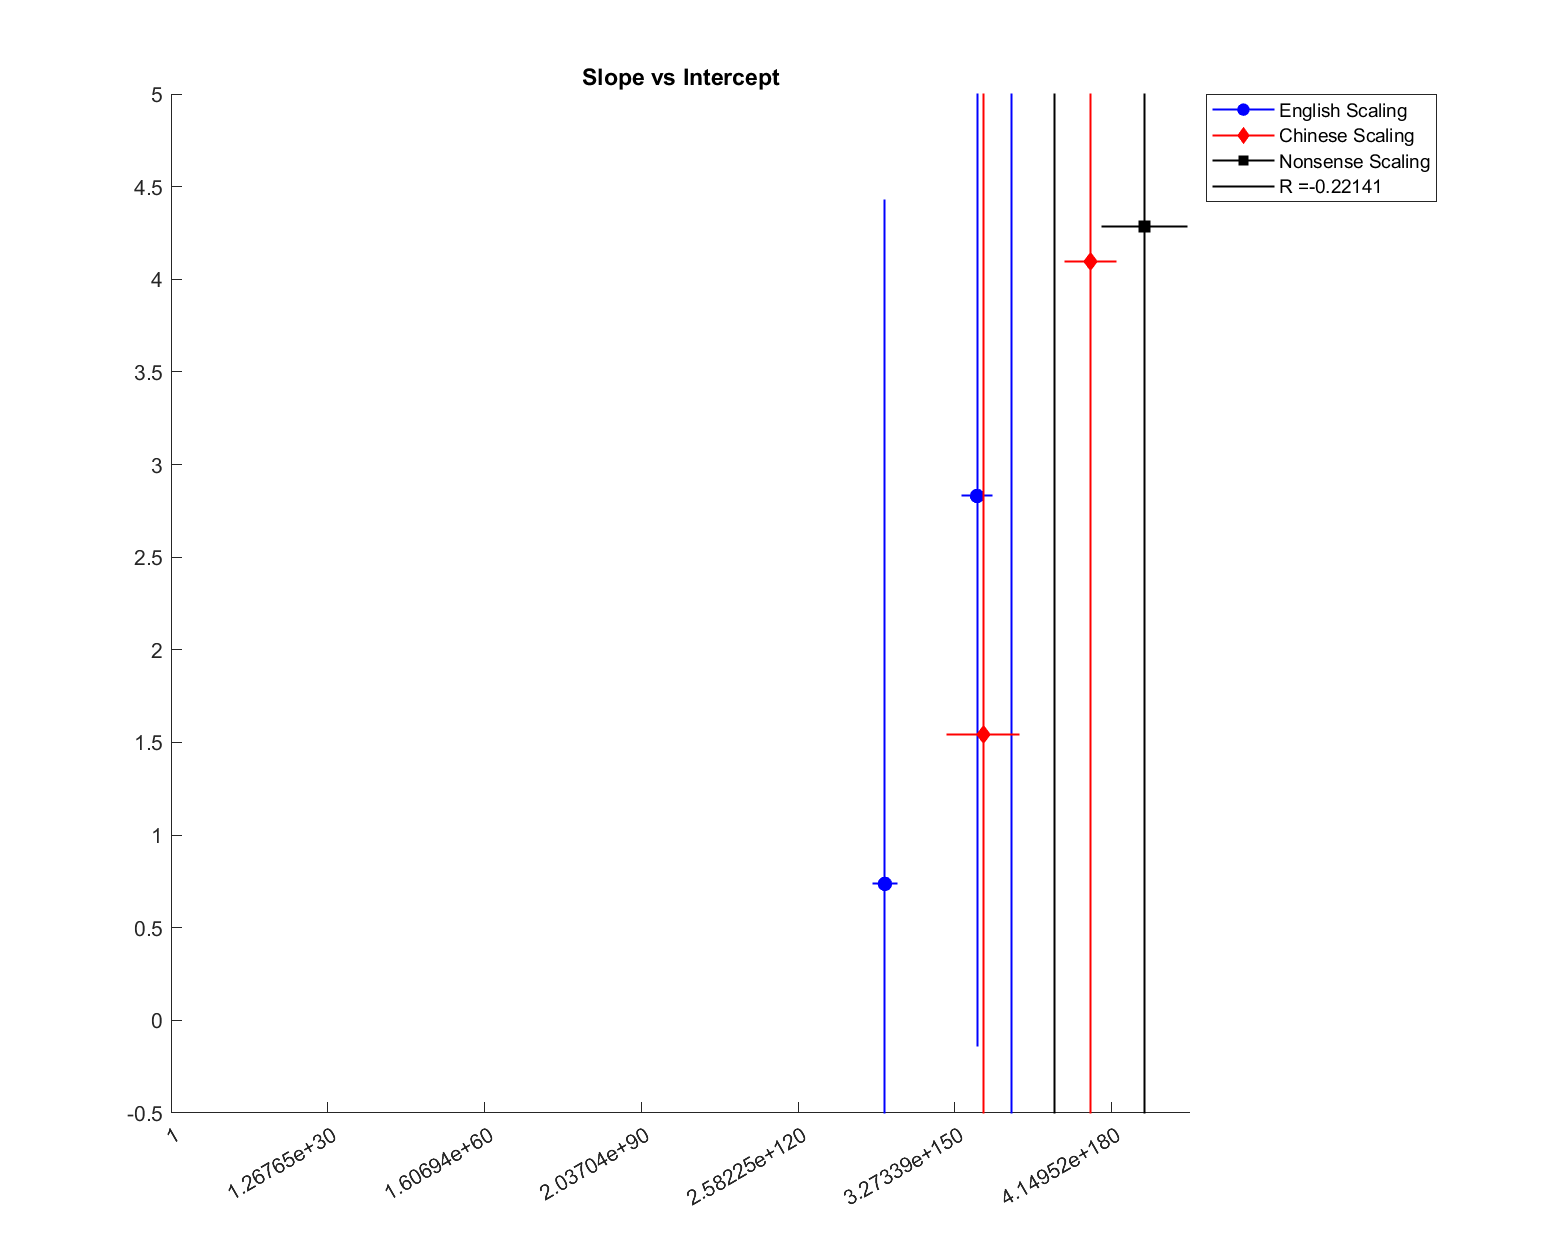 Slope vs Intercept
5
4.5
4
3.5
3
2.5
2
1.5
1
0.5
0
-0.5
1
1.26765e+30
1.60694e+60
2.03704e+90
2.58225e+120
3.27339e+150
4.14952e+180
English Scaling
Chinese Scaling
Nonsense Scaling
R =-0.22141